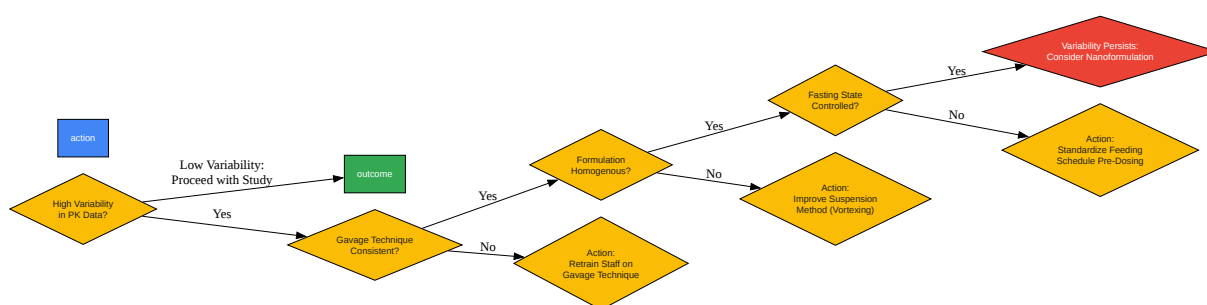 action
High Variability
in PK Data?
Low Variability:
Proceed with Study
outcome
Yes
Gavage Technique
Consistent?
Yes
No
Formulation
Homogenous?
Action:
Retrain Staff on
Gavage Technique
Yes
No
Fasting State
Controlled?
Action:
Improve Suspension
Method (Vortexing)
Yes
No
Variability Persists:
Consider Nanoformulation
Action:
Standardize Feeding
Schedule Pre-Dosing